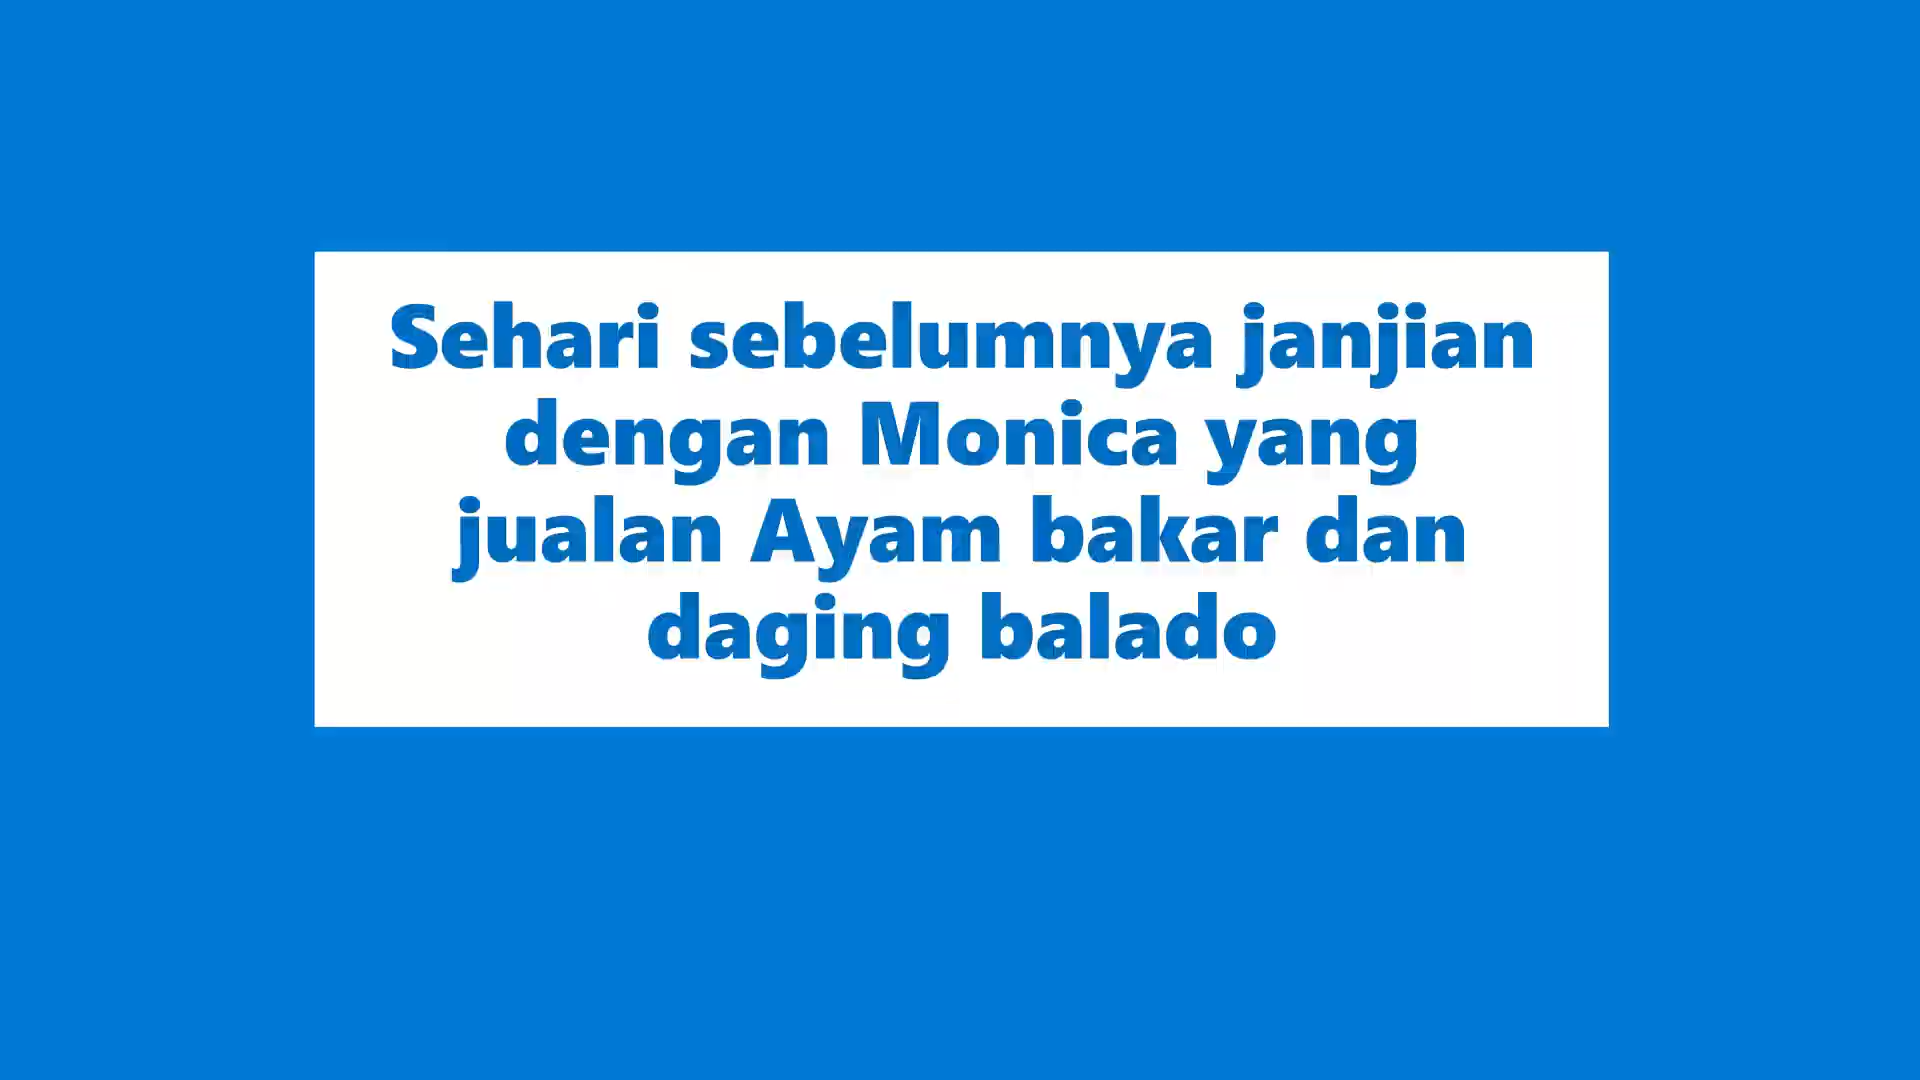 Sehari sebelumnya janjian
dengan Monica yang
jualan Ayam bakar dan
daging balado